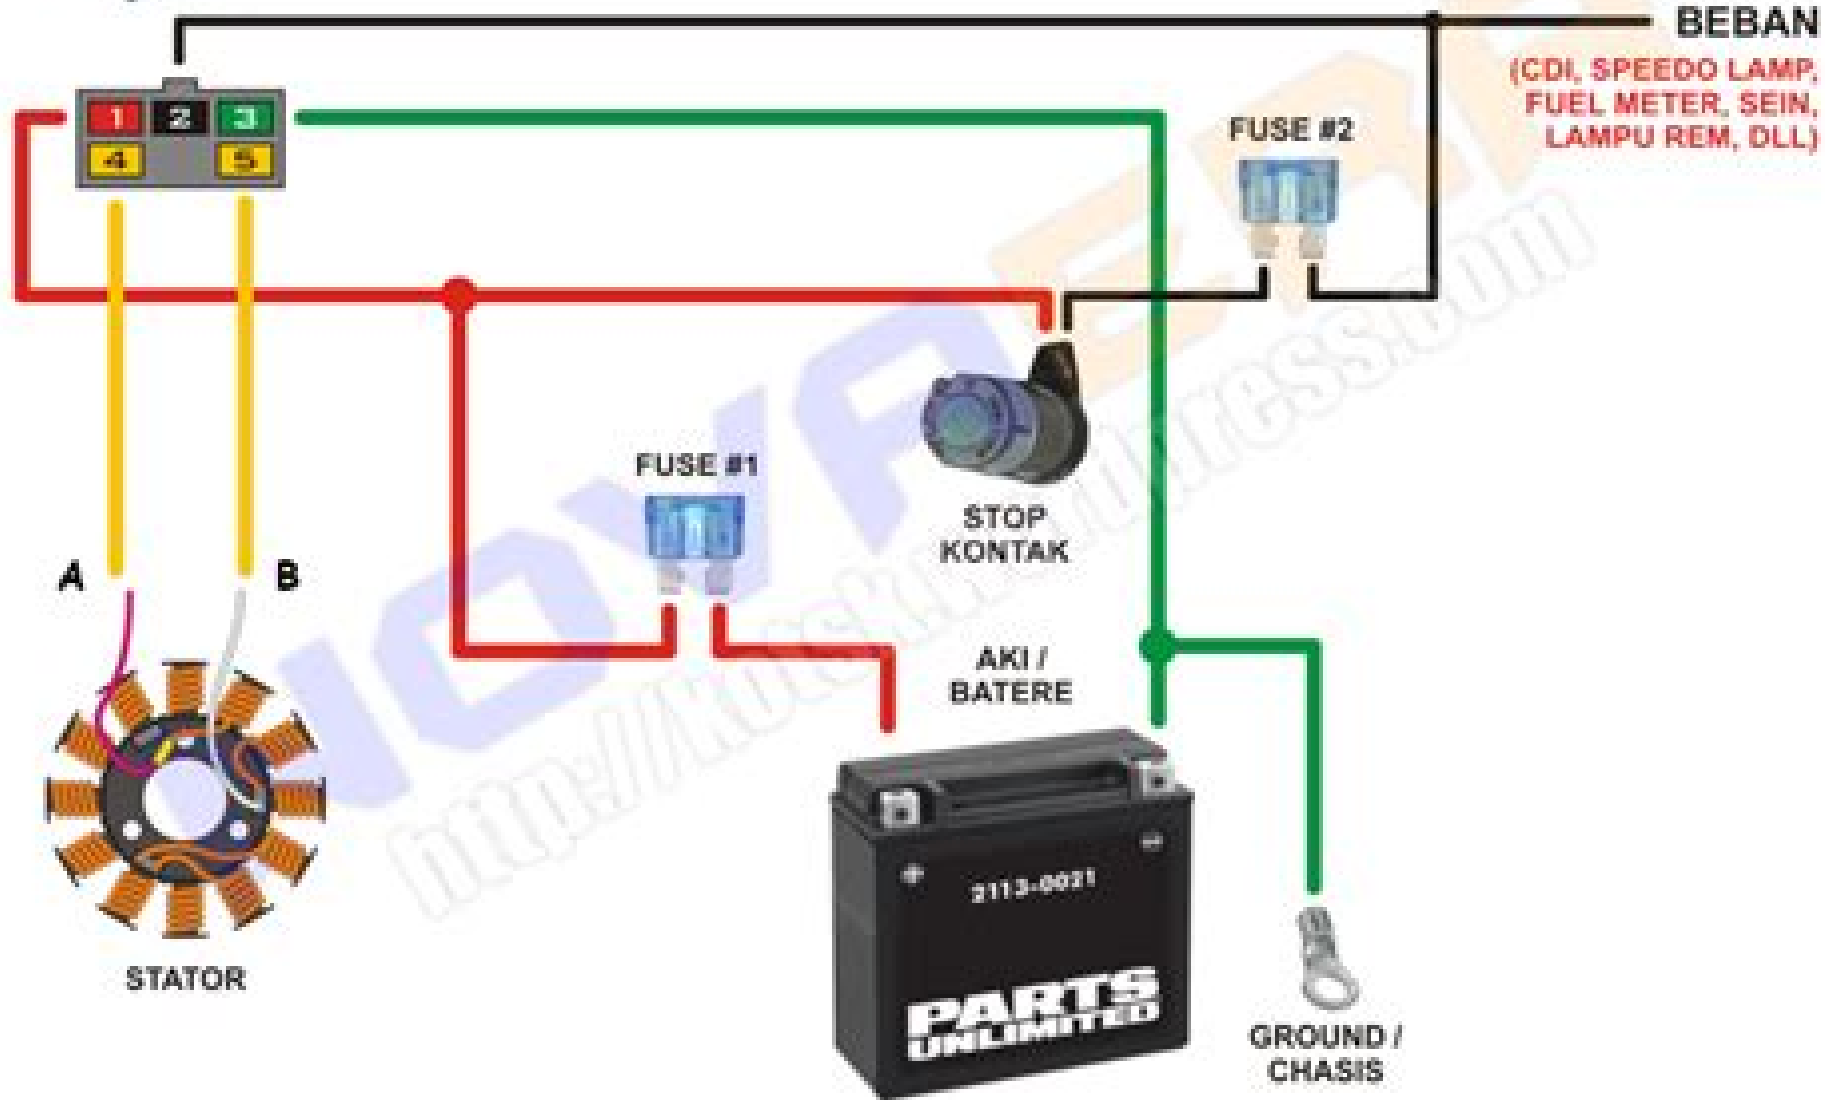 BEBAN
(CDI, SPEEDO LAMP,
FUEL METER, SEIN,
LAMPU REM, DLL)
1 2 3
4 5
FUSE #2
FUSE #1
STOP
KONTAK
A B
AKI /
BATERE
2113-0021
PARTS
UNLIMITED
STATOR
GROUND /
CHASIS